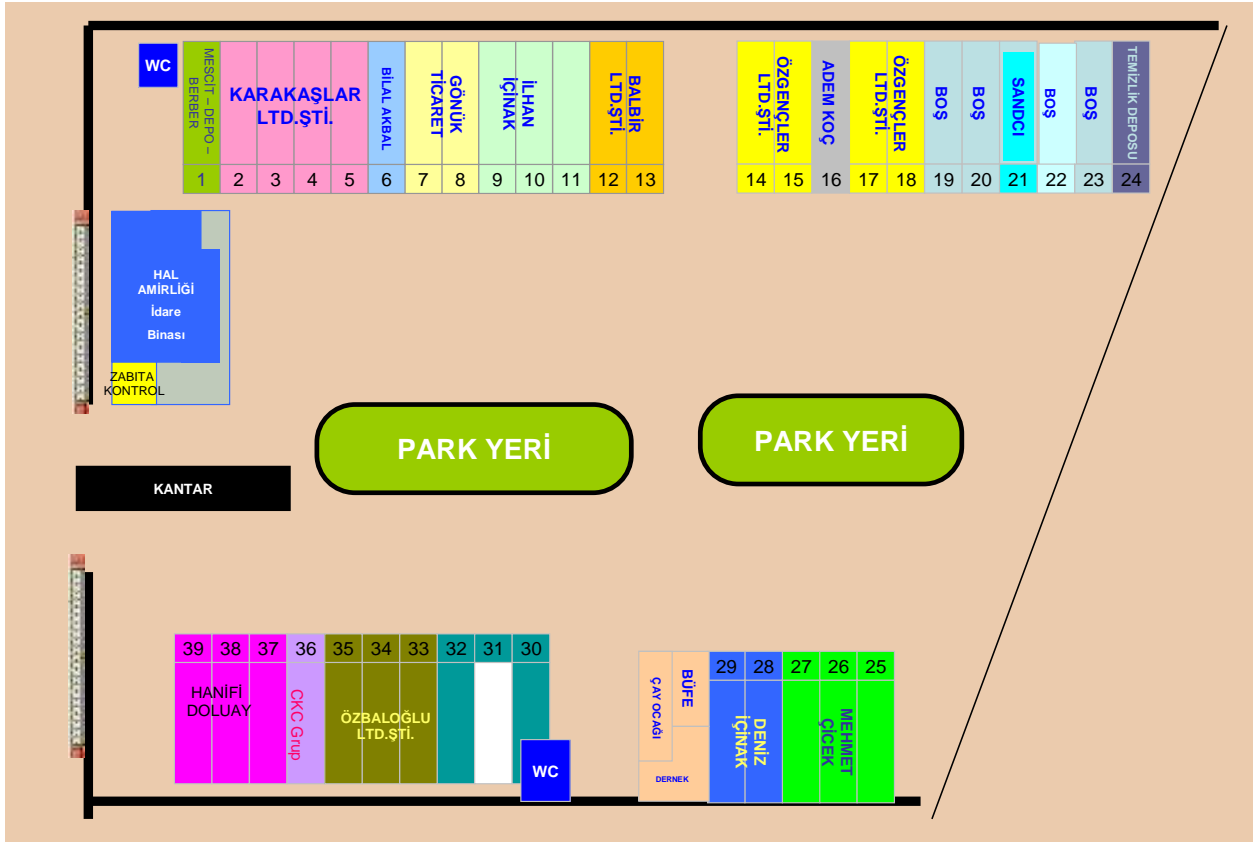 WC
MESCİT – DEPO –
BERBER
KARAKAŞLAR
LTD.ŞTİ.
BİLAL AKBAL
GÖNÜK
TİCARET
İLHAN
İÇİNAK
BALBİR
LTD.ŞTİ.
ÖZGENÇLER
LTD.ŞTİ.
ADEM KOÇ
ÖZGENÇLER
LTD.ŞTİ.
BOŞ
BOŞ
SANDCI
BOŞ
BOŞ
TEMİZLİK DEPOSU
1 2 3 4 5 6 7 8 9 10 11 12 13 14 15 16 17 18 19 20 21 22 23 24
HAL
AMİRLİĞİ
İdare
Binası
ZABITA
KONTROL
PARK YERİ
PARK YERİ
KANTAR
39 38 37 36 35 34 33 32 31 30
HANİFİ
DOLUAY
CKC Grup
ÖZBALOĞLU
LTD.ŞTİ.
WC
ÇAY OCAĞI
BÜFE
DERNEK
29 28 27 26 25
DENİZ
İÇİNAK
MEHMET
ÇİCEK